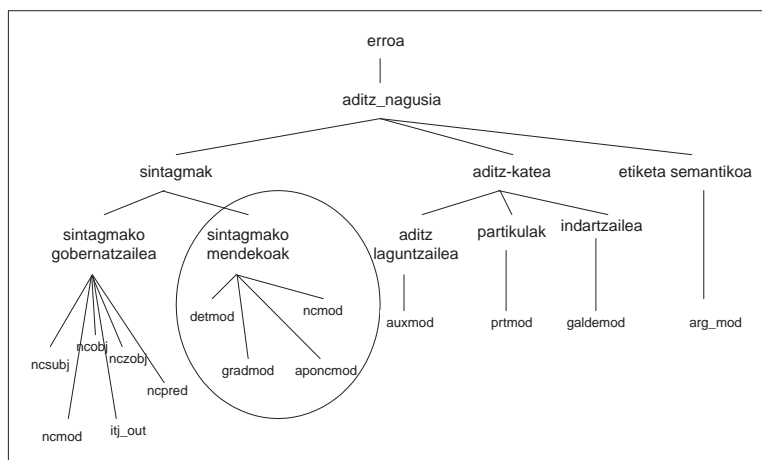 erroa
aditz_nagusia
sintagmak
aditz-katea
etiketa semantikoa
sintagmako
gobernatzailea
sintagmako
mendekoak
aditz
laguntzailea
partikulak
indartzailea
ncsubj
ncobj
nczobj
ncpred
ncmod
itj_out
detmod
ncmod
gradmod
aponcmod
auxmod
prtmod
galdemod
arg_mod